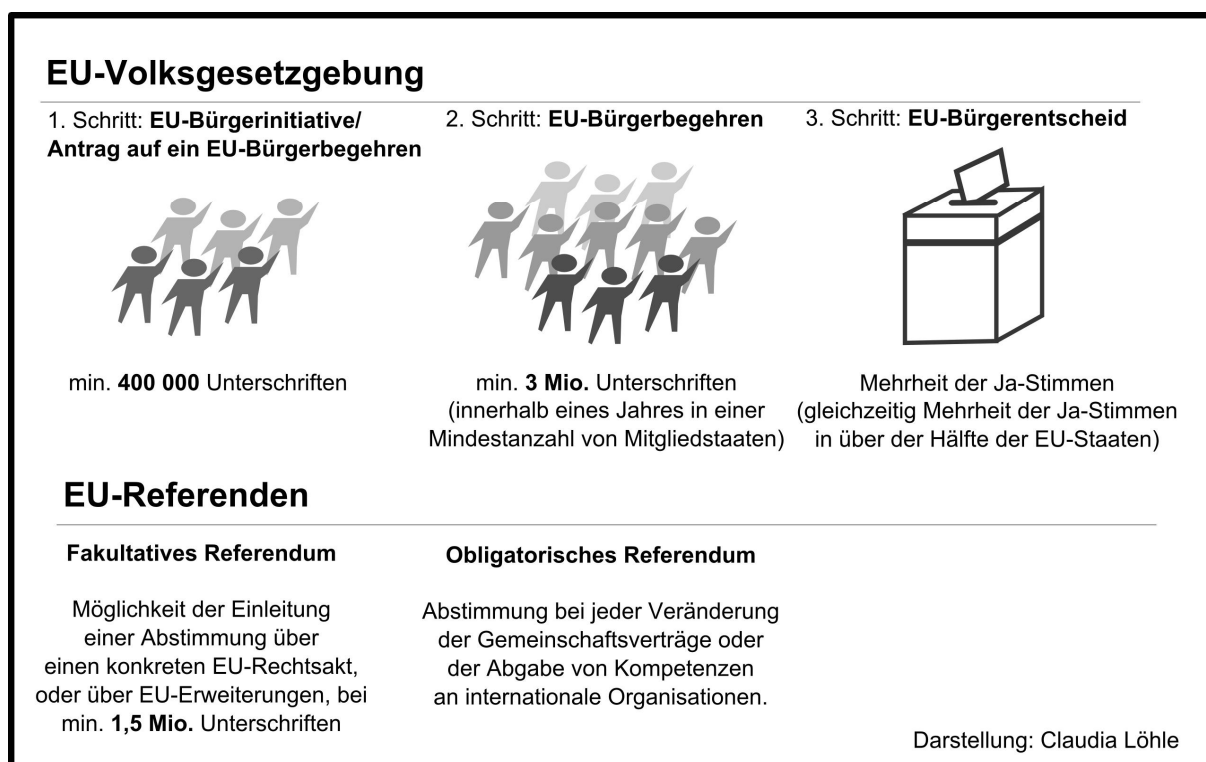 EU-Volksgesetzgebung
1. Schritt: EU-Bürgerinitiative/
Antrag auf ein EU-Bürgerbegehren
min. 400 000 Unterschriften
2. Schritt: EU-Bürgerbegehren
min. 3 Mio. Unterschriften
(innerhalb eines Jahres in einer
Mindestanzahl von Mitgliedstaaten)
3. Schritt: EU-Bürgerentscheid
Mehrheit der Ja-Stimmen
(gleichzeitig Mehrheit der Ja-Stimmen
in über der Hälfte der EU-Staaten)
EU-Referenden
Fakultatives Referendum
Möglichkeit der Einleitung
einer Abstimmung über
einen konkreten EU-Rechtsakt,
oder über EU-Erweiterungen, bei
min. 1,5 Mio. Unterschriften
Obligatorisches Referendum
Abstimmung bei jeder Veränderung
der Gemeinschaftsverträge oder
der Abgabe von Kompetenzen
an internationale Organisationen.
Darstellung: Claudia Löhle